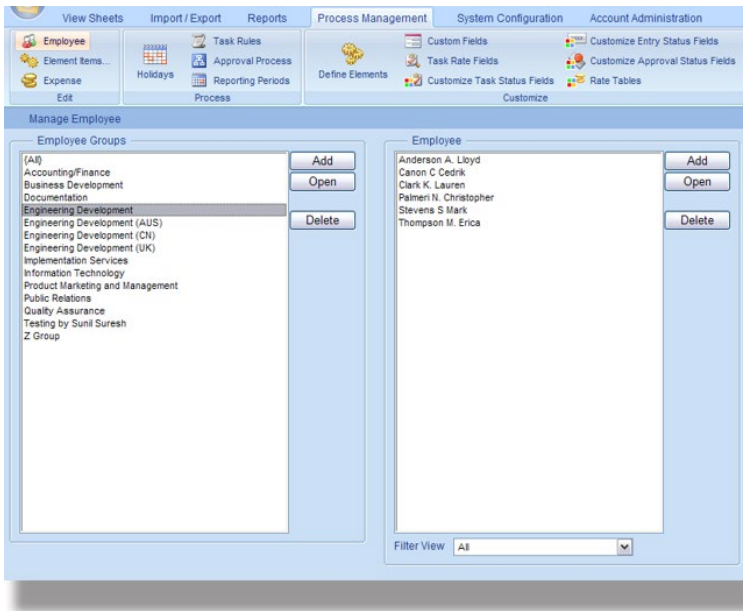 View Sheets Import / Export Reports Process Management System Configuration Account Administration
Employee Task Rules Custom Fields Customize Entry Status Fields
Element Items... Holidays Approval Process Define Elements Task Rate Fields Customize Approval Status Fields
Expense Reporting Periods Customize Task Status Fields Rate Tables
Edit Process Customize
Manage Employee
Employee Groups
{All}
Accounting/Finance
Business Development
Documentation
Engineering Development
Engineering Development (AUS)
Engineering Development (CN)
Engineering Development (UK)
Implementation Services
Information Technology
Product Marketing and Management
Public Relations
Quality Assurance
Testing by Sunil Suresh
Z Group
Add
Open
Delete
Employee
Anderson A. Lloyd
Canon C Cedrik
Clark K. Lauren
Palmeri N. Christopher
Stevens S Mark
Thompson M. Erica
Add
Open
Delete
Filter View All